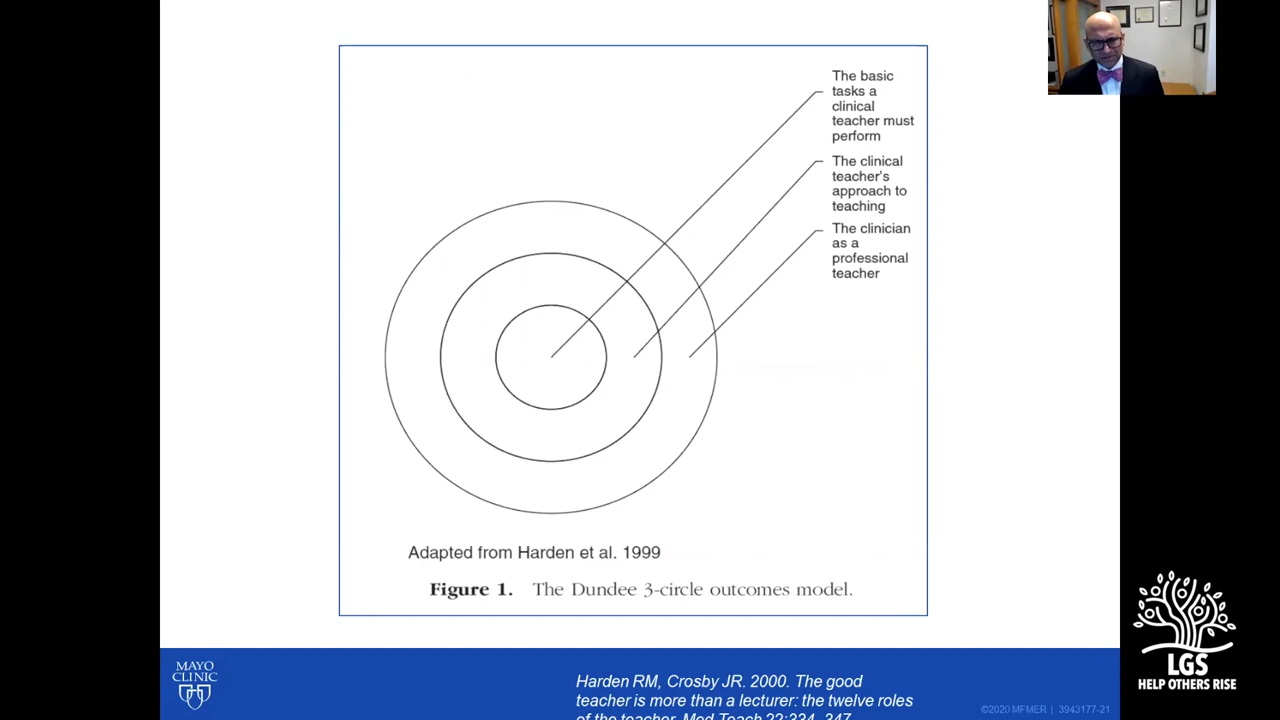 The basic
tasks a
clinical
teacher must
perform
The clinical
teacher's
approach to
teaching
The clinician
as a
professional
teacher
Adapted from Harden et al. 1999
Figure 1. The Dundee 3-circle outcomes model.
MAYO
CLINIC
Harden RM, Crosby JR. 2000. The good
teacher is more than a lecturer: the twelve roles
of the teacher. Med Teach 22:334–347.
©2020 MFMER | 3943177-21
LGS
HELP OTHERS RISE